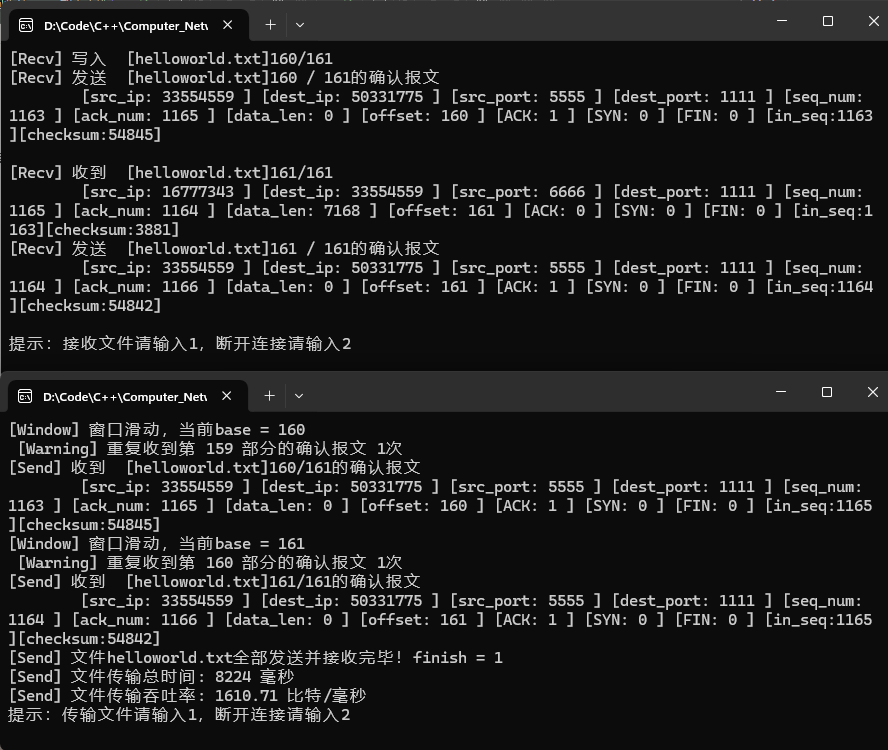 D:\Code\C++\Computer_Netw
[Recv] 写入  [helloworld.txt]160/161
[Recv] 发送  [helloworld.txt]160 / 161的确认报文
[src_ip: 33554559 ] [dest_ip: 50331775 ] [src_port: 5555 ] [dest_port: 1111 ] [seq_num:
1163 ] [ack_num: 1165 ] [data_len: 0 ] [offset: 160 ] [ACK: 1 ] [SYN: 0 ] [FIN: 0 ] [in_seq:1163
][checksum:54845]
[Recv] 收到  [helloworld.txt]161/161
[src_ip: 16777343 ] [dest_ip: 33554559 ] [src_port: 6666 ] [dest_port: 1111 ] [seq_num:
1165 ] [ack_num: 1164 ] [data_len: 7168 ] [offset: 161 ] [ACK: 0 ] [SYN: 0 ] [FIN: 0 ] [in_seq:1
163][checksum:3881]
[Recv] 发送  [helloworld.txt]161 / 161的确认报文
[src_ip: 33554559 ] [dest_ip: 50331775 ] [src_port: 5555 ] [dest_port: 1111 ] [seq_num:
1164 ] [ack_num: 1166 ] [data_len: 0 ] [offset: 161 ] [ACK: 1 ] [SYN: 0 ] [FIN: 0 ] [in_seq:1164
][checksum:54842]
提示: 接收文件请输入1, 断开连接请输入2
D:\Code\C++\Computer_Netw
[Window] 窗口滑动, 当前base = 160
[Warning] 重复收到第 159 部分的确认报文 1次
[Send] 收到  [helloworld.txt]160/161的确认报文
[src_ip: 33554559 ] [dest_ip: 50331775 ] [src_port: 5555 ] [dest_port: 1111 ] [seq_num:
1163 ] [ack_num: 1165 ] [data_len: 0 ] [offset: 160 ] [ACK: 1 ] [SYN: 0 ] [FIN: 0 ] [in_seq:1165
][checksum:54845]
[Window] 窗口滑动, 当前base = 161
[Warning] 重复收到第 160 部分的确认报文 1次
[Send] 收到  [helloworld.txt]161/161的确认报文
[src_ip: 33554559 ] [dest_ip: 50331775 ] [src_port: 5555 ] [dest_port: 1111 ] [seq_num:
1164 ] [ack_num: 1166 ] [data_len: 0 ] [offset: 161 ] [ACK: 1 ] [SYN: 0 ] [FIN: 0 ] [in_seq:1165
][checksum:54842]
[Send] 文件helloworld.txt全部发送并接收完毕! finish = 1
[Send] 文件传输总时间: 8224 毫秒
[Send] 文件传输吞吐率: 1610.71 比特/毫秒
提示: 传输文件请输入1, 断开连接请输入2